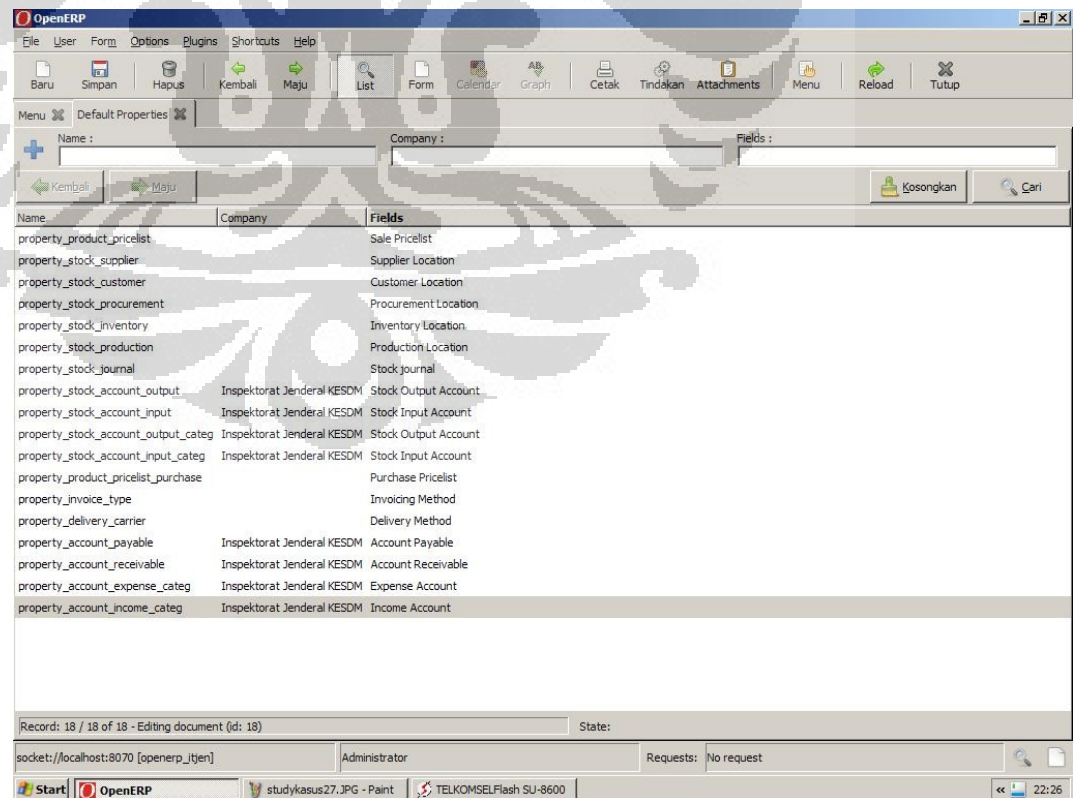 OpenERP
File User Form Options Plugins Shortcuts Help
Baru Simpan Hapus Kembali Maju List Form Calendar Graph Cetak Tindakan Attachments Menu Reload Tutup
Menu Default Properties
Name : Company : Fields :
Kembali Maju Kosongkan Cari
Name Company Fields
property_product_pricelist Sale Pricelist
property_stock_supplier Supplier Location
property_stock_customer Customer Location
property_stock_procurement Procurement Location
property_stock_inventory Inventory Location
property_stock_production Production Location
property_stock_journal Stock journal
property_stock_account_output Inspektorat Jenderal KESDM Stock Output Account
property_stock_account_input Inspektorat Jenderal KESDM Stock Input Account
property_stock_account_output_categ Inspektorat Jenderal KESDM Stock Output Account
property_stock_account_input_categ Inspektorat Jenderal KESDM Stock Input Account
property_product_pricelist_purchase Purchase Pricelist
property_invoice_type Invoicing Method
property_delivery_carrier Delivery Method
property_account_payable Inspektorat Jenderal KESDM Account Payable
property_account_receivable Inspektorat Jenderal KESDM Account Receivable
property_account_expense_categ Inspektorat Jenderal KESDM Expense Account
property_account_income_categ Inspektorat Jenderal KESDM Income Account
Record: 18 / 18 of 18 - Editing document (id: 18) State:
socket://localhost:8070 [openerp_itjen] Administrator Requests: No request
Start OpenERP studykasus27.JPG - Paint TELKOMSELFlash SU-8600 « 22:26